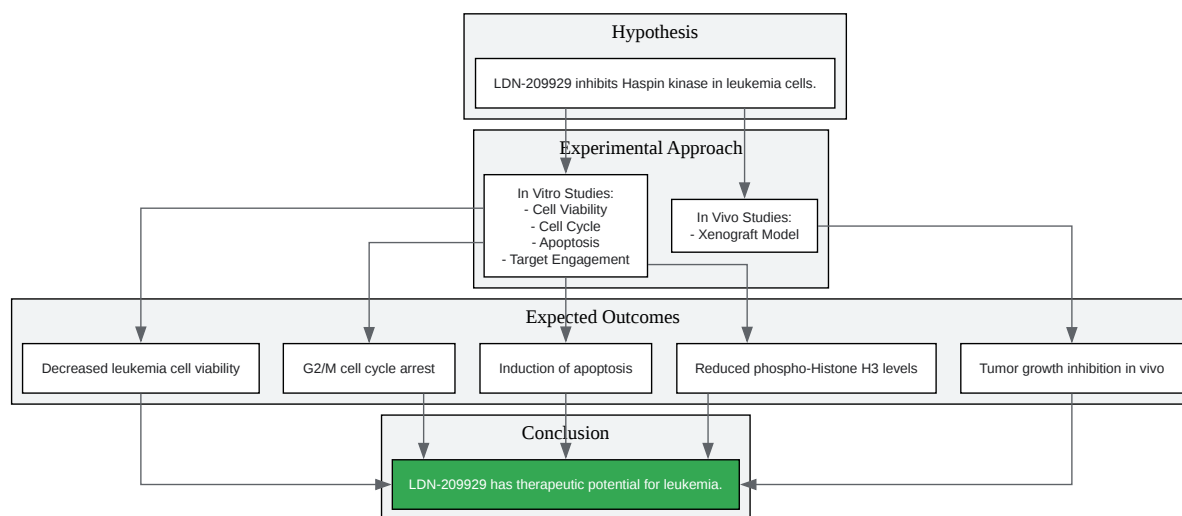 Hypothesis
LDN-209929 inhibits Haspin kinase in leukemia cells.
Experimental Approach
In Vitro Studies:
- Cell Viability
- Cell Cycle
- Apoptosis
- Target Engagement
In Vivo Studies:
- Xenograft Model
Expected Outcomes
Decreased leukemia cell viability
G2/M cell cycle arrest
Induction of apoptosis
Reduced phospho-Histone H3 levels
Tumor growth inhibition in vivo
Conclusion
LDN-209929 has therapeutic potential for leukemia.